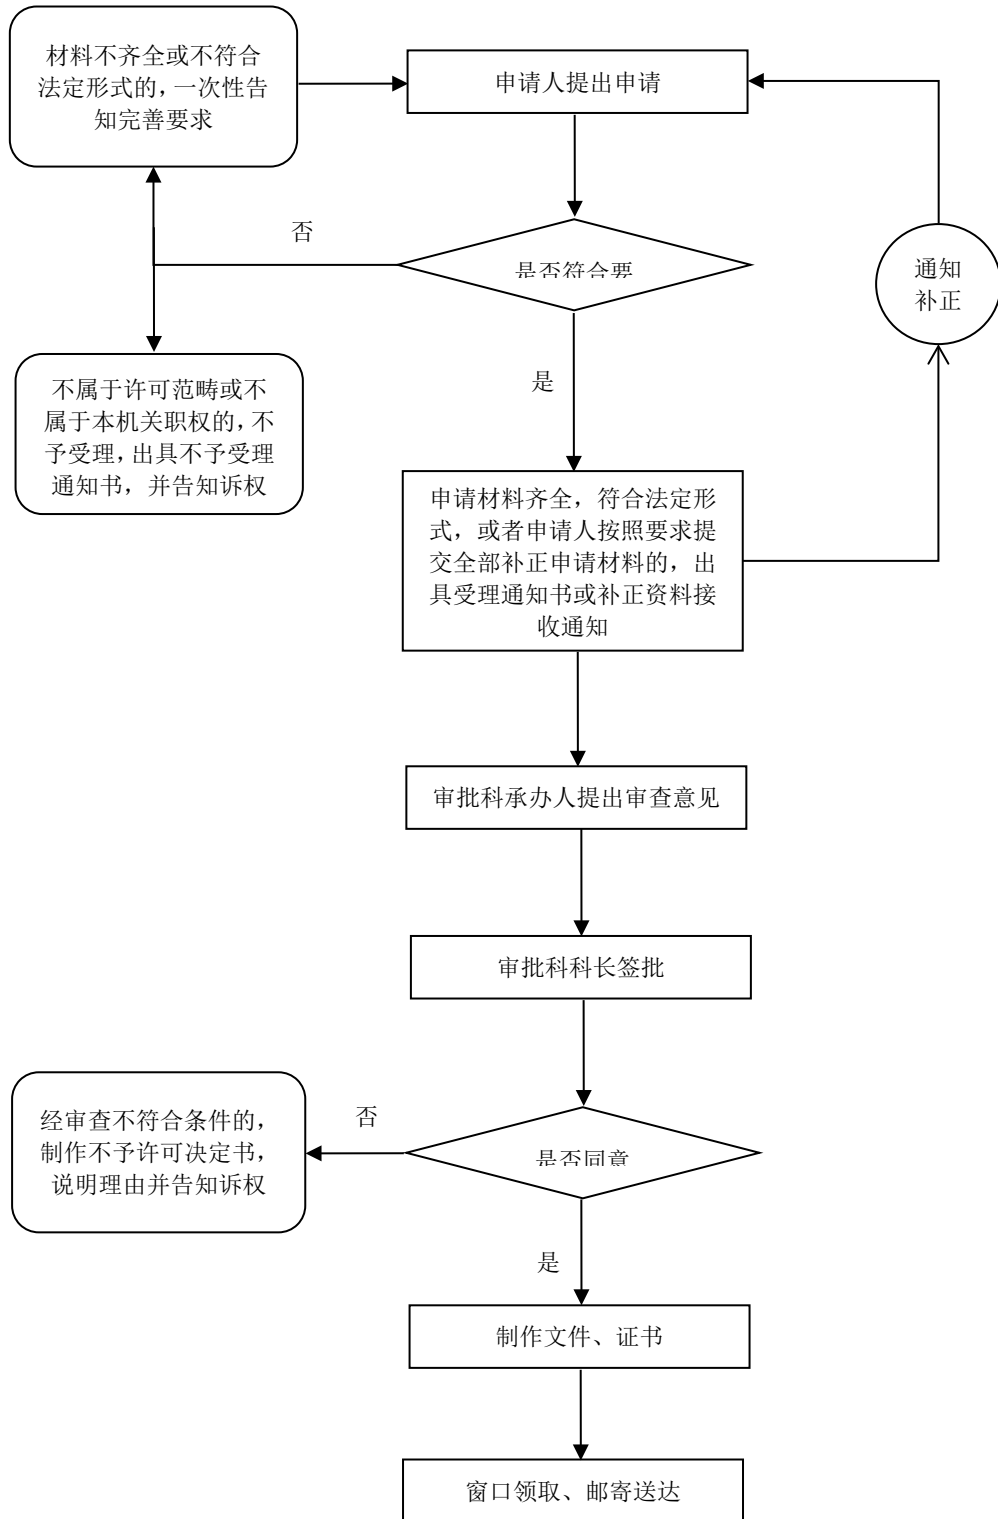 材料不齐全或不符合
法定形式的，一次性告
知完善要求
申请人提出申请
否
是否符合要
通知
补正
是
不属于许可范畴或不
属于本机关职权的，不
予受理，出具不予受理
通知书，并告知诉权
申请材料齐全，符合法定形
式，或者申请人按照要求提
交全部补正申请材料的，出
具受理通知书或补正资料接
收通知
审批科承办人提出审查意见
审批科科长签批
经审查不符合条件的，
制作不予许可决定书，
说明理由并告知诉权
否
是否同意
是
制作文件、证书
窗口领取、邮寄送达